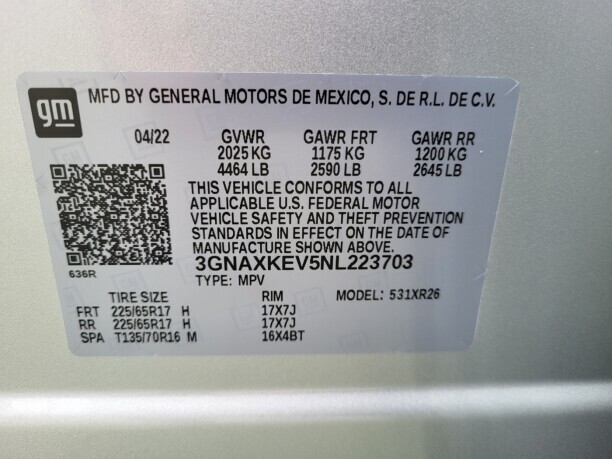 gm
MFD BY GENERAL MOTORS DE MEXICO, S. DE R.L. DE C.V.
04/22 GVWR GAWR FRT GAWR RR
2025 KG 1175 KG 1200 KG
4464 LB 2590 LB 2645 LB
THIS VEHICLE CONFORMS TO ALL
APPLICABLE U.S. FEDERAL MOTOR
VEHICLE SAFETY AND THEFT PREVENTION
STANDARDS IN EFFECT ON THE DATE OF
MANUFACTURE SHOWN ABOVE.
3GNAXKEV5NL223703
636R
TYPE: MPV
TIRE SIZE RIM MODEL: 531XR26
FRT 225/65R17 H 17X7J
RR 225/65R17 H 17X7J
SPA T135/70R16 M 16X4BT